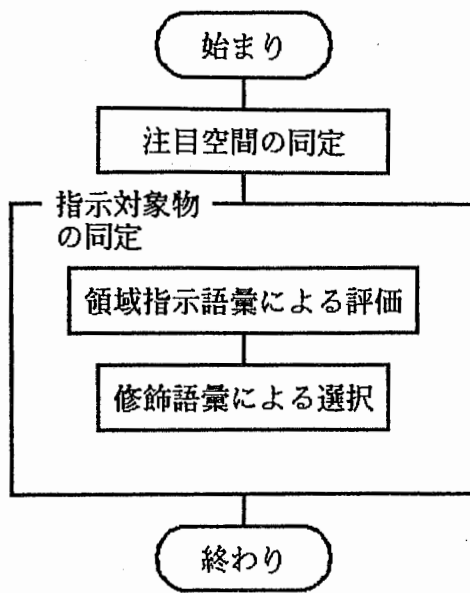 始まり
注目空間の同定
指示対象物
の同定
領域指示語彙による評価
修飾語彙による選択
終わり